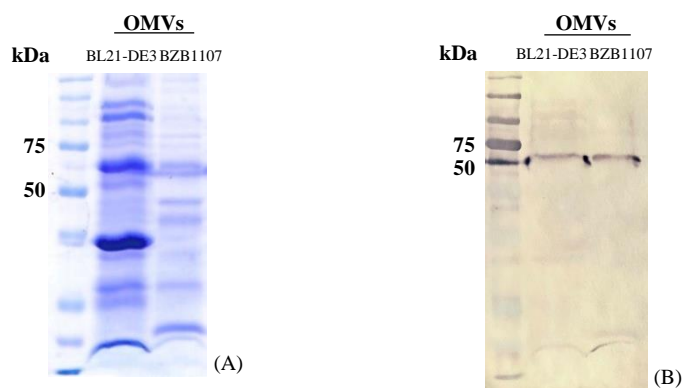 OMVs
kDa BL21-DE3 BZB1107
75
50
(A)
OMVs
BL21-DE3 BZB1107
kDa
75
50
(B)